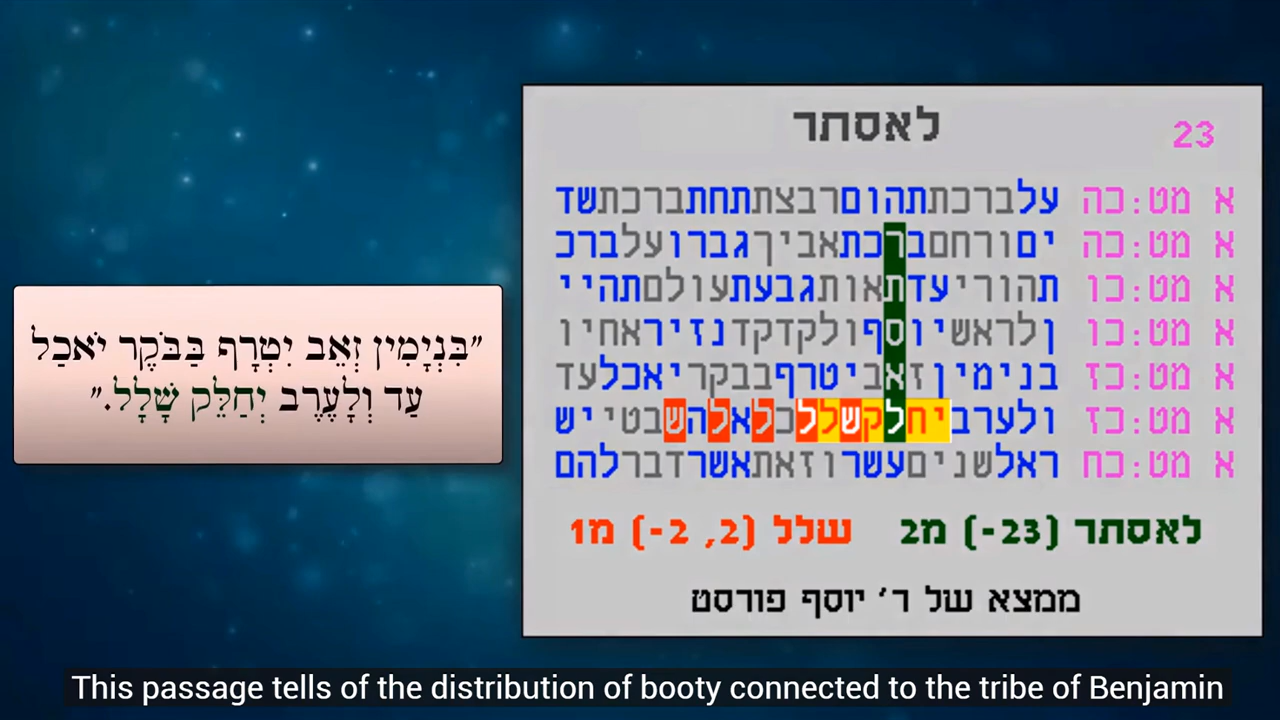 לאסתר 23
א מט:כה עלברכתתהוםרבצתתחתברכתשד
א מט:כה יםורחםברכתאביךגברועלברכ
א מט:כו תהוריעדתאותגבעתעולםתהיי
א מט:כו ןלראשיוסףולקדקדנזיראחיו
א מט:כז בנימיןזאביטרףבבקריאכלעד
א מט:כז ולערביחלקשללכלאלהשבטייש
א מט:כח ראלשניםעשרוזאתאשרדברלהם
לאסתר (23-) מ2 שלל (2, 2-) מ1
ממצא של ר' יוסף פורסט
"בִּנְיָמִין זְאֵב יִטְרָף בַּבֹּקֶר יֹאכַל
עַד וְלָעֶרֶב יְחַלֵּק שָׁלָל."
This passage tells of the distribution of booty connected to the tribe of Benjamin